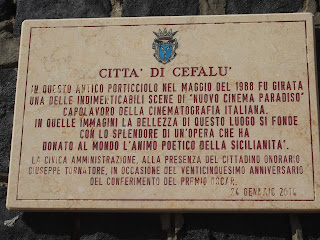 CITTA' DI CEFALU'
IN QUESTO ANTICO PORTICCIOLO NEL MAGGIO DEL 1988 FU GIRATA
UNA DELLE INDIMENTICABILI SCENE DI "NUOVO CINEMA PARADISO"
CAPOLAVORO DELLA CINEMATOGRAFIA ITALIANA.
IN QUELLE IMMAGINI LA BELLEZZA DI QUESTO LUOGO SI FONDE
CON LO SPLENDORE DI UN'OPERA CHE HA
DONATO AL MONDO L'ANIMO POETICO DELLA SICILIANITA'.
LA CIVICA AMMINISTRAZIONE, ALLA PRESENZA DEL CITTADINO ONORARIO
GIUSEPPE TORNATORE, IN OCCASIONE DEL VENTICINQUESIMO ANNIVERSARIO
DEL CONFERIMENTO DEL PREMIO OSCAR.
GENNAIO